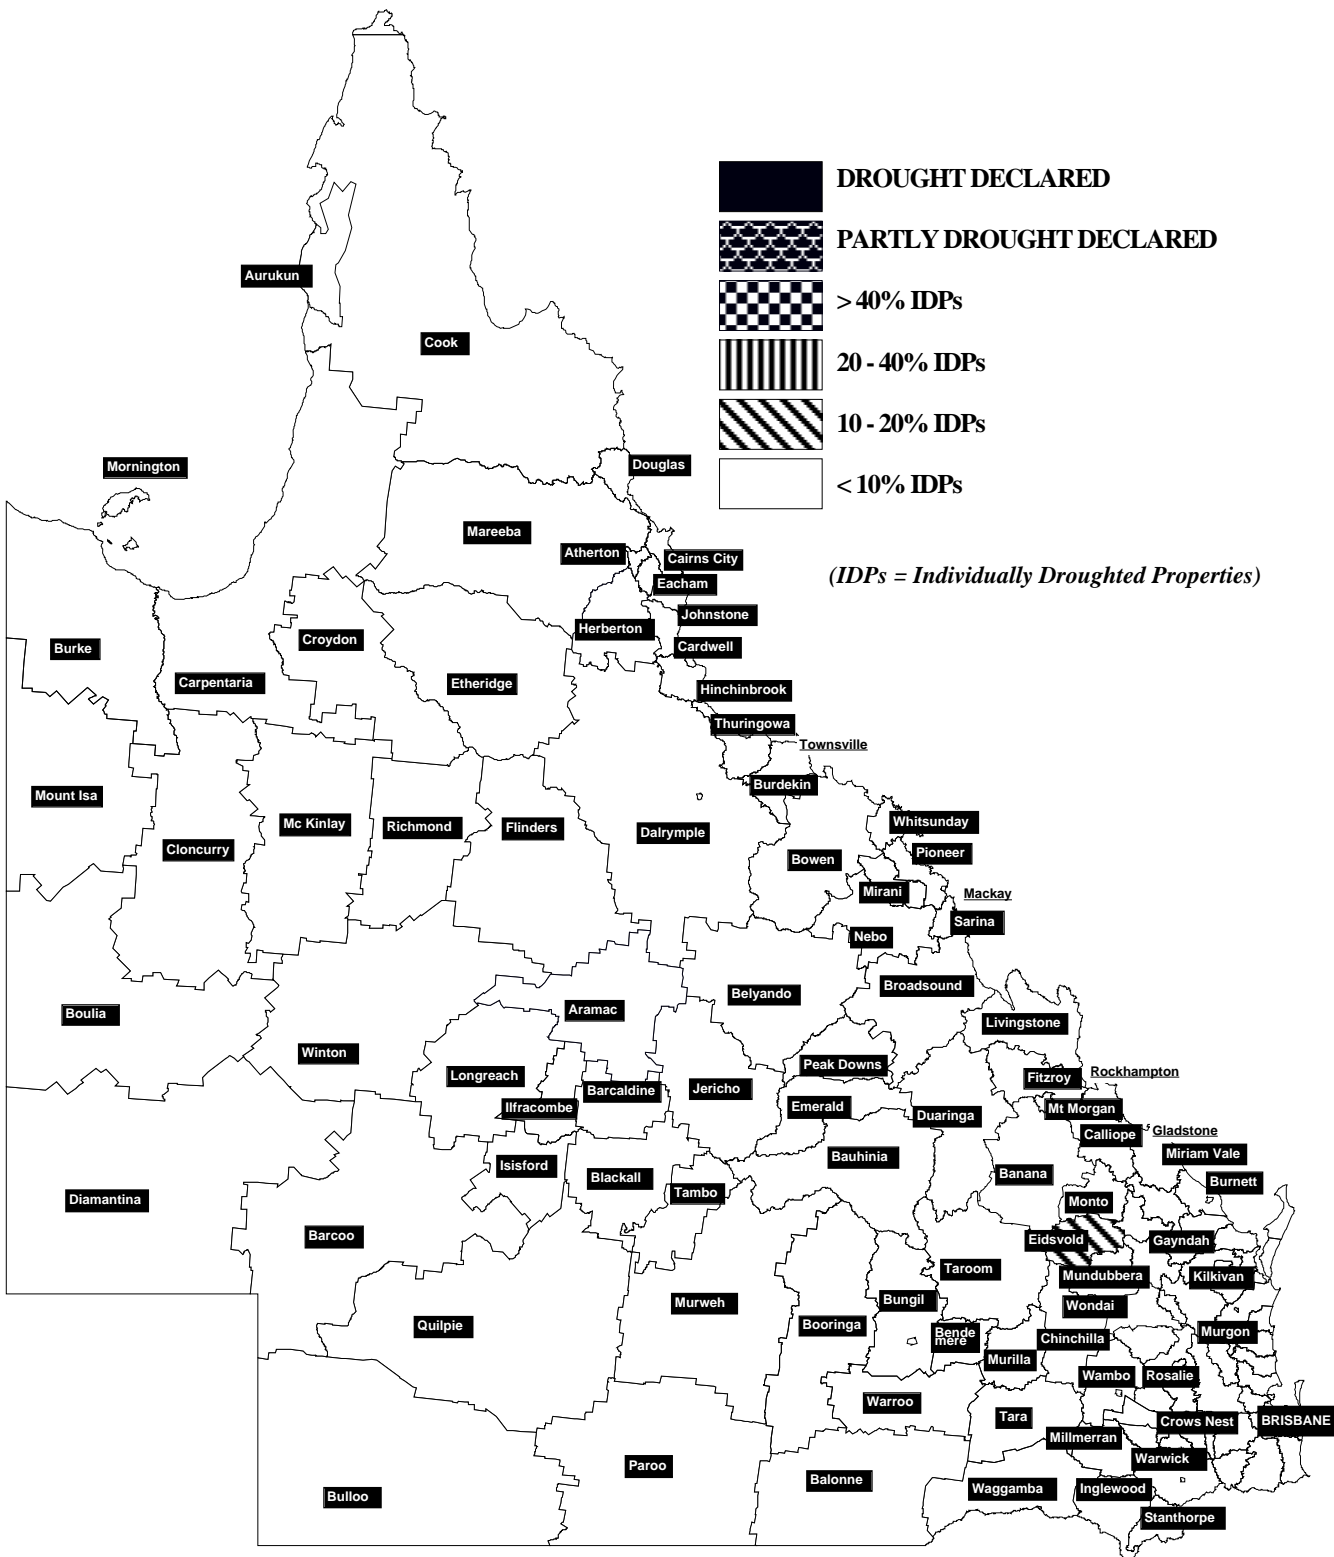 DROUGHT DECLARED
PARTLY DROUGHT DECLARED
> 40% IDPs
20 - 40% IDPs
10 - 20% IDPs
< 10% IDPs
(IDPs = Individually Droughted Properties)
Aurukun
Cook
Mornington
Douglas
Mareeba
Atherton
Cairns City
Eacham
Johnstone
Herberton
Cardwell
Burke
Croydon
Carpentaria
Etheridge
Hinchinbrook
Thuringowa
Townsville
Burdekin
Mount Isa
Mc Kinlay
Richmond
Flinders
Dalrymple
Whitsunday
Cloncurry
Bowen
Pioneer
Mirani
Mackay
Sarina
Nebo
Broadsound
Belyando
Aramac
Boulia
Livingstone
Winton
Peak Downs
Longreach
Barcaldine
Jericho
Fitzroy
Rockhampton
Ilfracombe
Emerald
Duaringa
Mt Morgan
Calliope
Gladstone
Miriam Vale
Isisford
Bauhinia
Blackall
Banana
Burnett
Tambo
Diamantina
Monto
Barcoo
Eidsvold
Gayndah
Taroom
Mundubbera
Kilkivan
Murweh
Bungil
Wondai
Quilpie
Booringa
Bende
mere
Chinchilla
Murgon
Murilla
Wambo
Rosalie
Warroo
Tara
Crows Nest
BRISBANE
Millmerran
Warwick
Paroo
Balonne
Bulloo
Waggamba
Inglewood
Stanthorpe